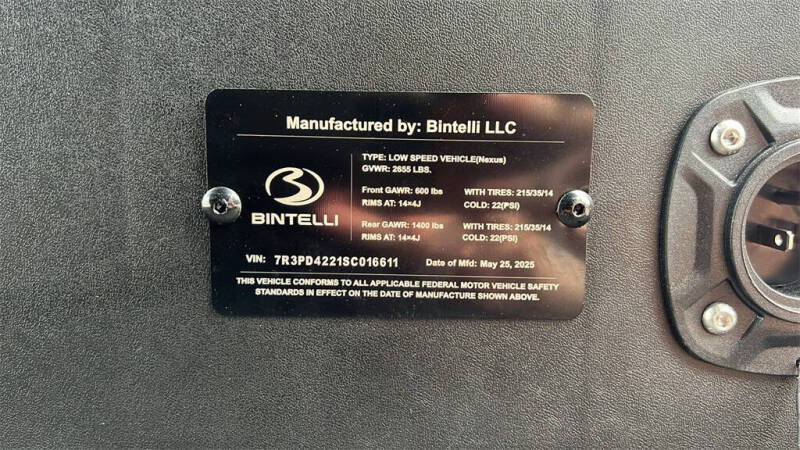 Manufactured by: Bintelli LLC
BINTELLI
TYPE: LOW SPEED VEHICLE(Nexus)
GVWR: 2655 LBS.
Front GAWR: 600 lbs WITH TIRES: 215/35/14
RIMS AT: 14×4J COLD: 22(PSI)
Rear GAWR: 1400 lbs WITH TIRES: 215/35/14
RIMS AT: 14×4J COLD: 22(PSI)
VIN: 7R3PD4221SC016611 Date of Mfd: May 25, 2025
THIS VEHICLE CONFORMS TO ALL APPLICABLE FEDERAL MOTOR VEHICLE SAFETY
STANDARDS IN EFFECT ON THE DATE OF MANUFACTURE SHOWN ABOVE.